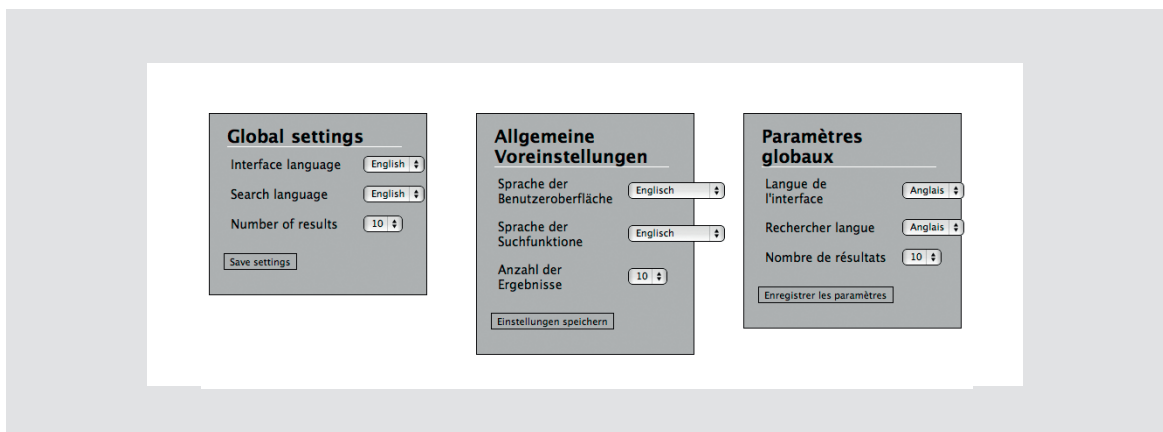 Global settings
Interface language English
Search language English
Number of results 10
Save settings
Allgemeine
Voreinstellungen
Sprache der
Benutzeroberfläche Englisch
Sprache der
Suchfunktione Englisch
Anzahl der
Ergebnisse 10
Einstellungen speichern
Paramètres
globaux
Langue de
l'interface Anglais
Rechercher langue Anglais
Nombre de résultats 10
Enregistrer les paramètres